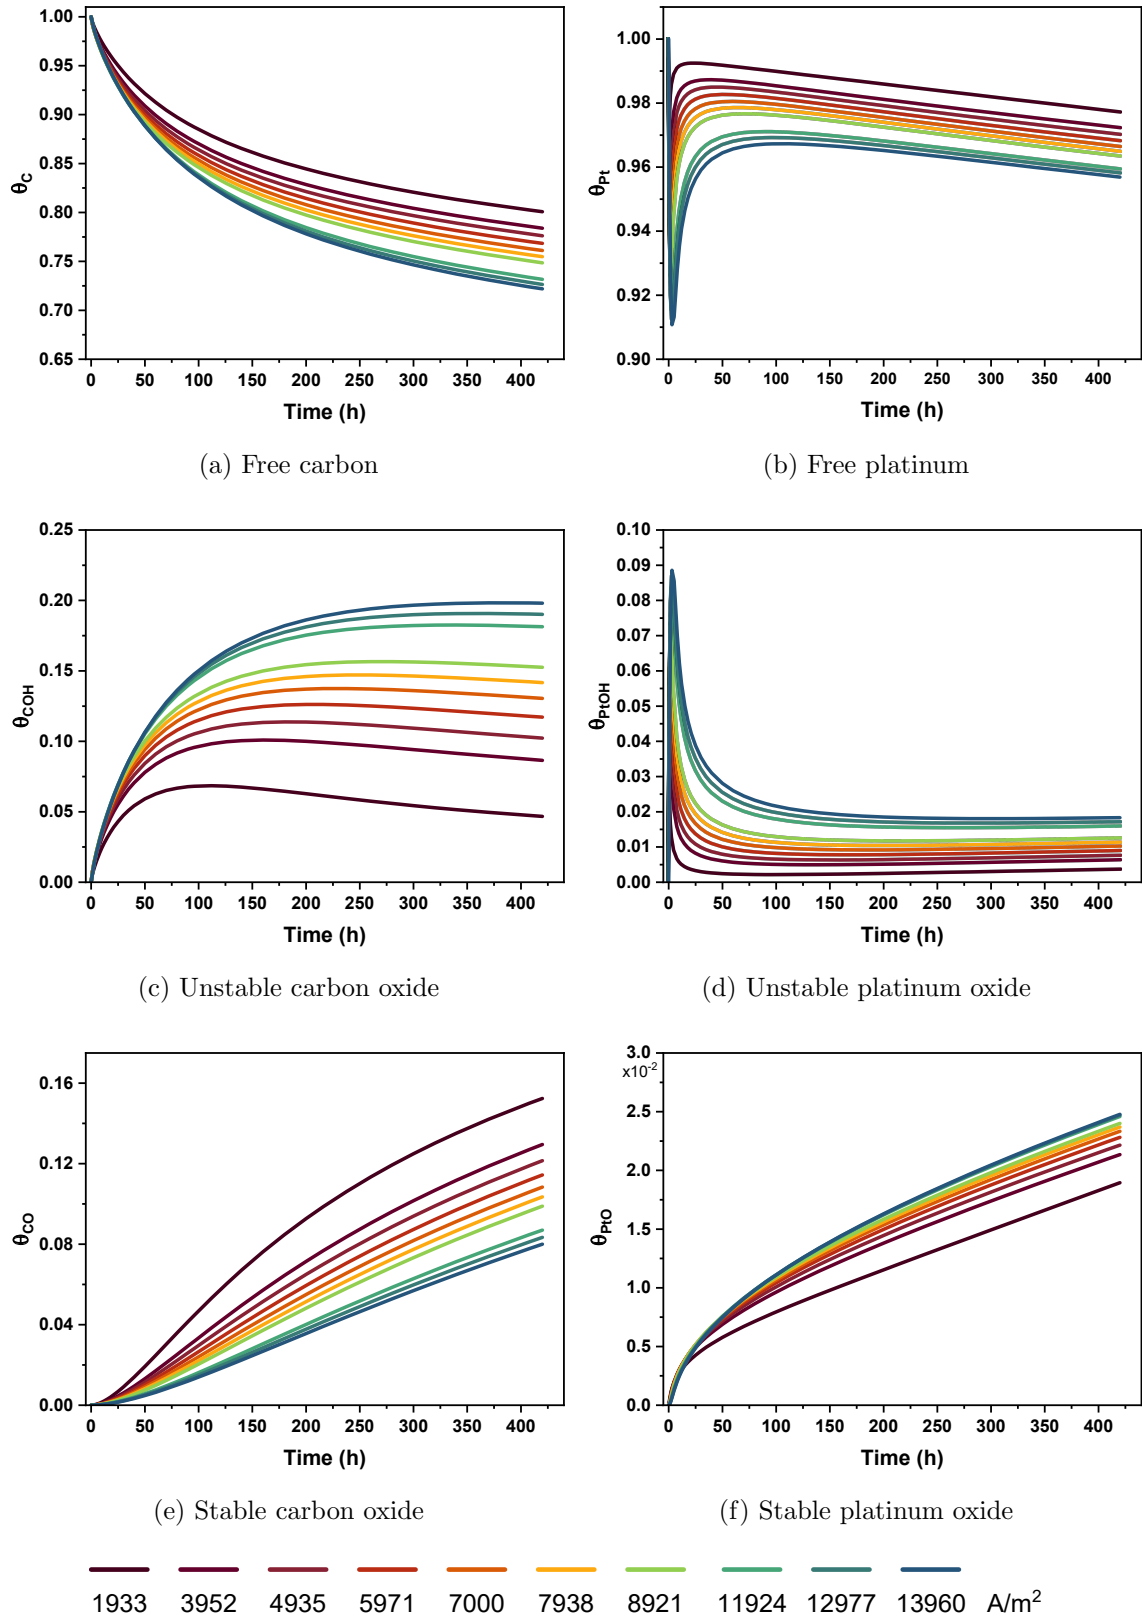 1.00
0.95
0.90
0.85
0.80
0.75
0.70
0.65
θC
0 50 100 150 200 250 300 350 400
Time (h)
(a) Free carbon
1.00
0.98
0.96
0.94
0.92
0.90
θPt
0 50 100 150 200 250 300 350 400
Time (h)
(b) Free platinum
0.25
0.20
0.15
0.10
0.05
0.00
θCOH
0 50 100 150 200 250 300 350 400
Time (h)
(c) Unstable carbon oxide
0.10
0.09
0.08
0.07
0.06
0.05
0.04
0.03
0.02
0.01
0.00
θPtOH
0 50 100 150 200 250 300 350 400
Time (h)
(d) Unstable platinum oxide
0.16
0.12
0.08
0.04
0.00
θCO
0 50 100 150 200 250 300 350 400
Time (h)
(e) Stable carbon oxide
3.0
x10⁻²
2.5
2.0
1.5
1.0
0.5
0.0
θPtO
0 50 100 150 200 250 300 350 400
Time (h)
(f) Stable platinum oxide
1933 3952 4935 5971 7000 7938 8921 11924 12977 13960 A/m²